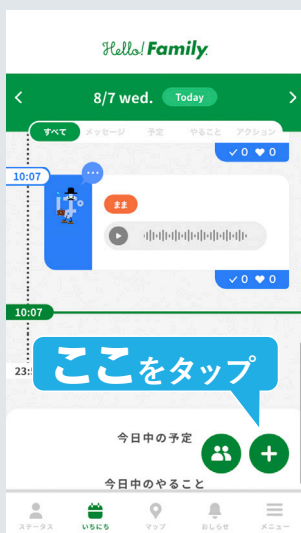 Hello! Family.
8/7 wed. Today
すべて メッセージ 予定 やること アクション
✓ 0 ♥ 0
10:07
まま
✓ 0 ♥ 0
10:07
ここをタップ
今日中の予定
今日中のやること
ステータス いちにち マップ おしらせ メニュー